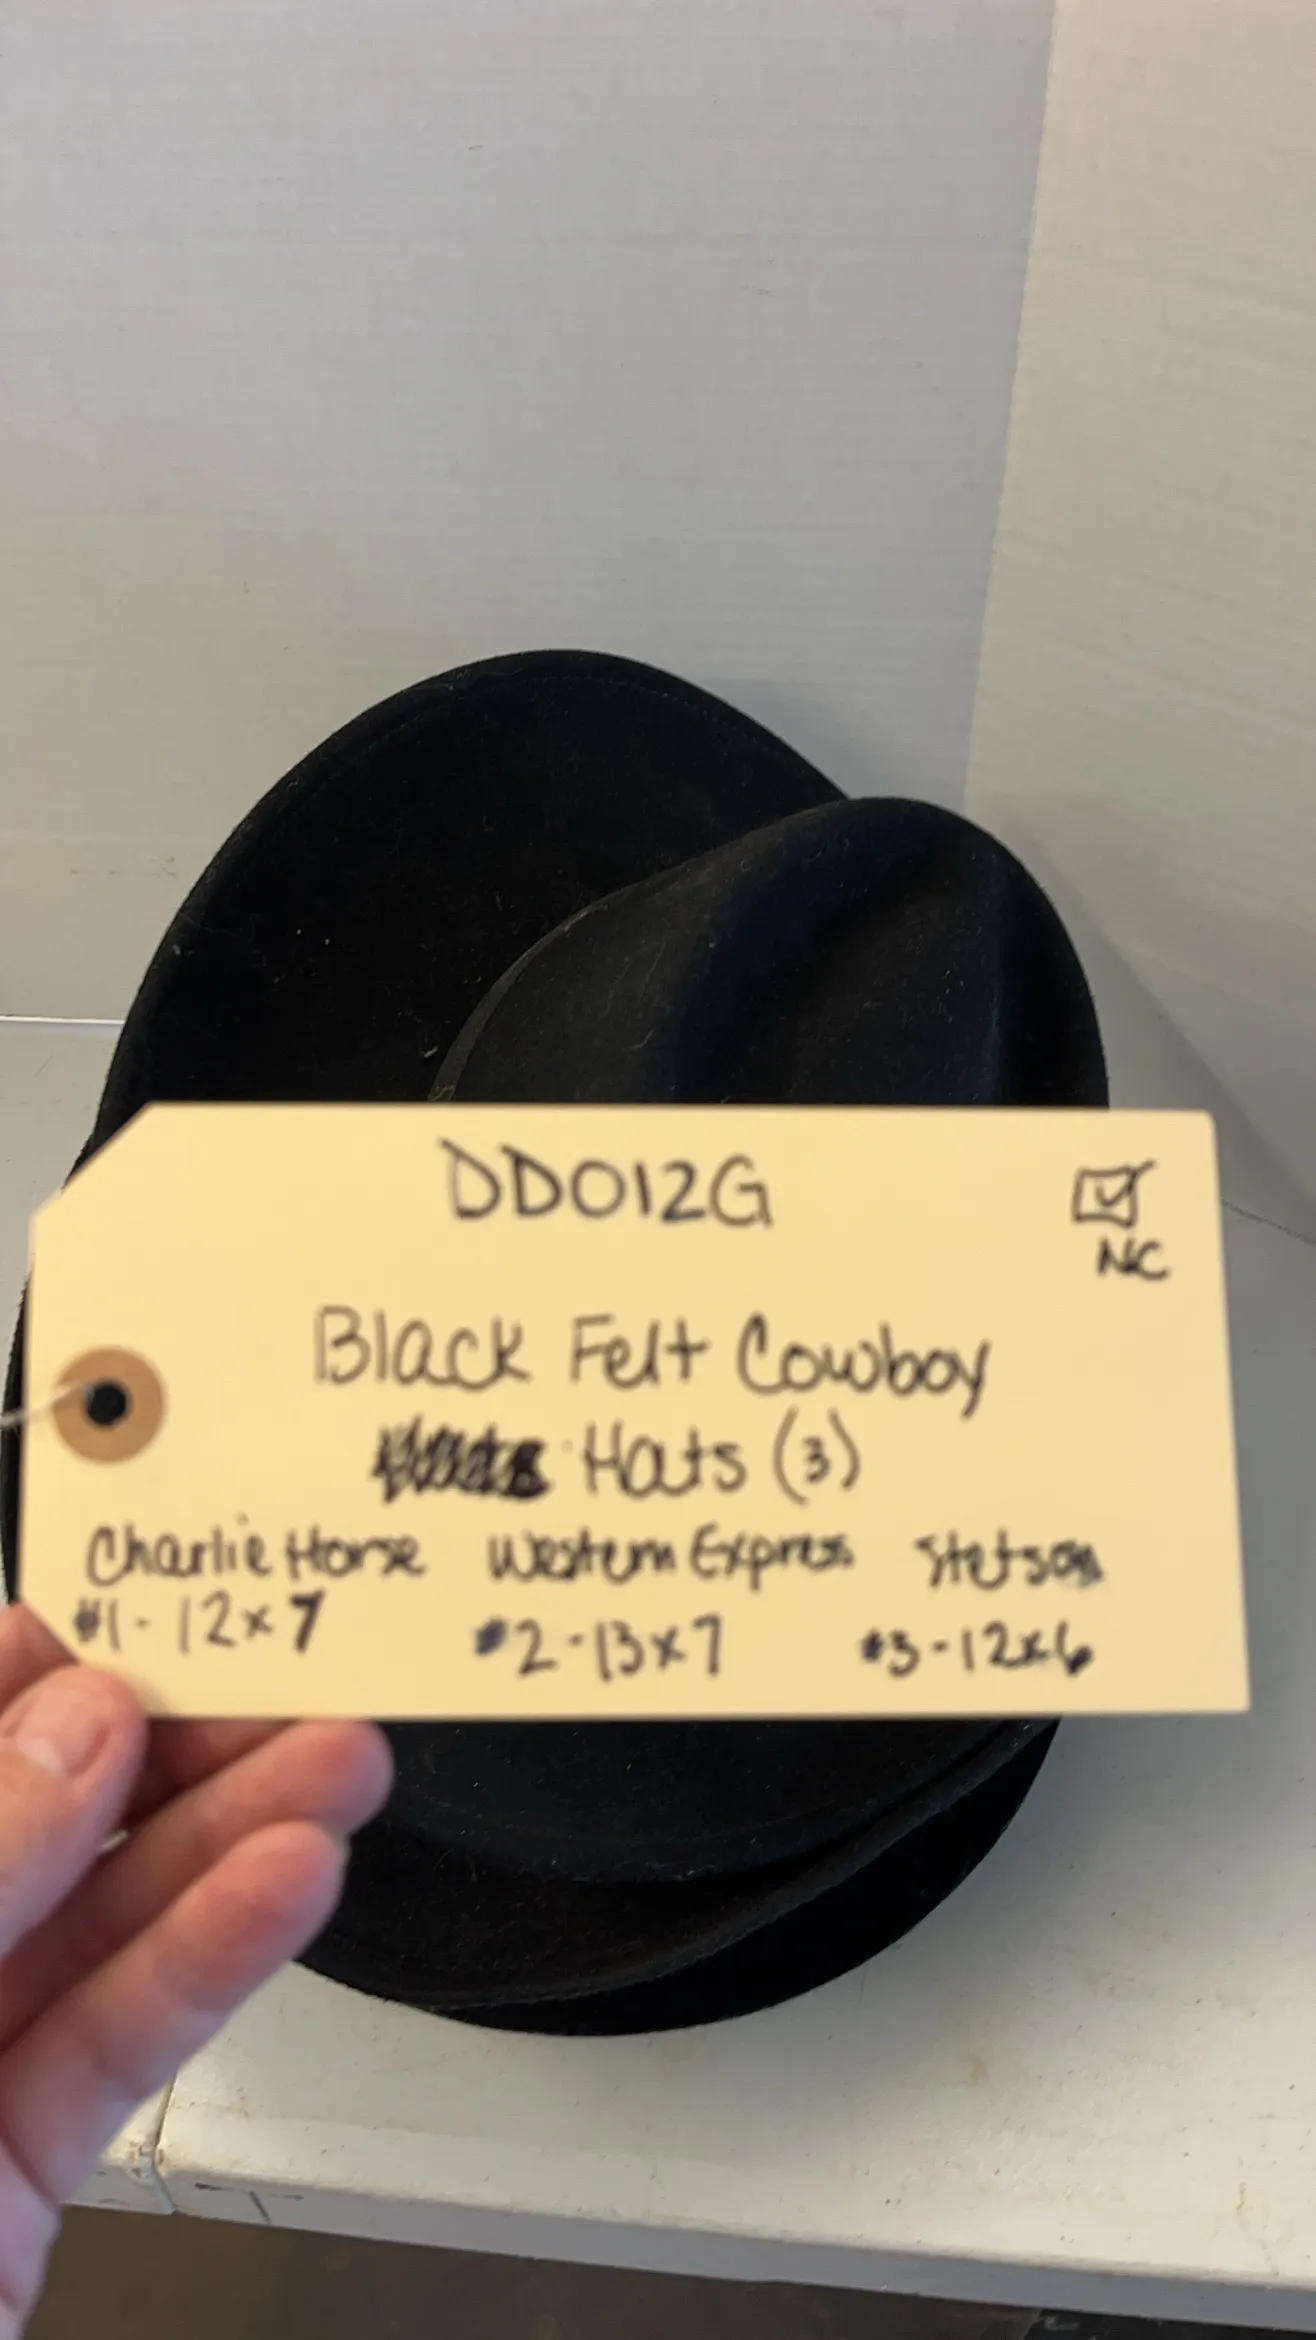 DD012G
NC
Black Felt Cowboy
Hats (3)
Charlie Horse Western Express Stetson
#1- 12x7 #2-13x7 #3-12x6